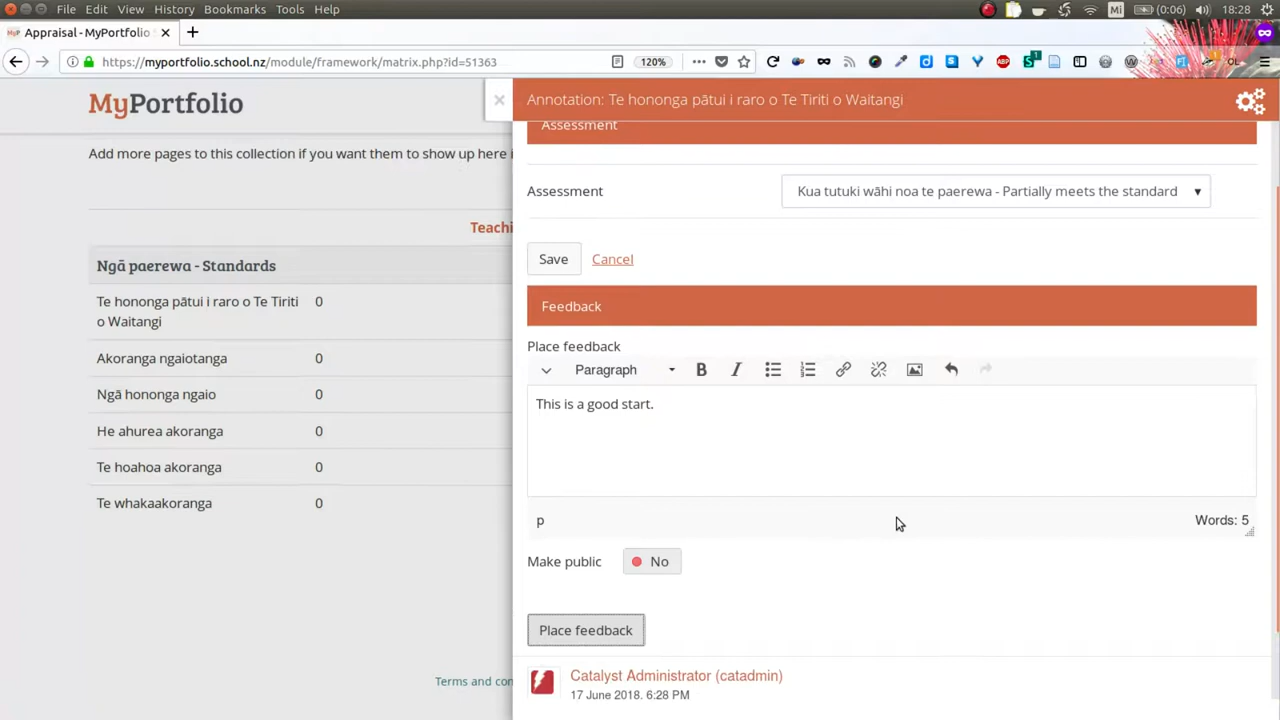 File Edit View History Bookmarks Tools Help
Mi (0:06) 18:28
Appraisal - MyPortfolio
https://myportfolio.school.nz/module/framework/matrix.php?id=51363
120%
MyPortfolio
Annotation: Te hononga pātui i raro o Te Tiriti o Waitangi
Add more pages to this collection if you want them to show up here i
Assessment
Assessment
Kua tutuki wāhi noa te paerewa - Partially meets the standard
Teachi
Save Cancel
Ngā paerewa - Standards
Te hononga pātui i raro o Te Tiriti
o Waitangi
0
Akoranga ngaiotanga 0
Ngā hononga ngaio 0
He ahurea akoranga 0
Te hoahoa akoranga 0
Te whakaakoranga 0
Feedback
Place feedback
Paragraph
This is a good start.
p
Words: 5
Make public No
Place feedback
Terms and con
Catalyst Administrator (catadmin)
17 June 2018. 6:28 PM